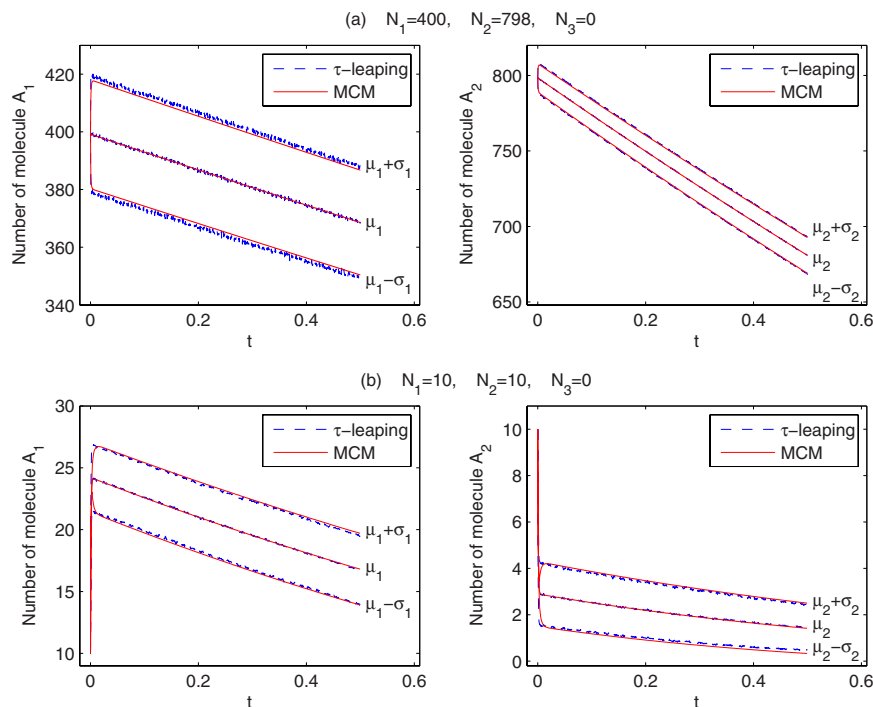 (a) N₁=400, N₂=798, N₃=0
Number of molecule A₁
420
400
380
360
340
0
0.2
0.4
0.6
t
τ−leaping
MCM
μ₁+σ₁
μ₁
μ₁−σ₁
Number of molecule A₂
800
750
700
650
0
0.2
0.4
0.6
t
τ−leaping
MCM
μ₂+σ₂
μ₂
μ₂−σ₂
(b) N₁=10, N₂=10, N₃=0
Number of molecule A₁
30
25
20
15
10
0
0.2
0.4
0.6
t
τ−leaping
MCM
μ₁+σ₁
μ₁
μ₁−σ₁
Number of molecule A₂
10
8
6
4
2
0
0
0.2
0.4
0.6
t
τ−leaping
MCM
μ₂+σ₂
μ₂
μ₂−σ₂